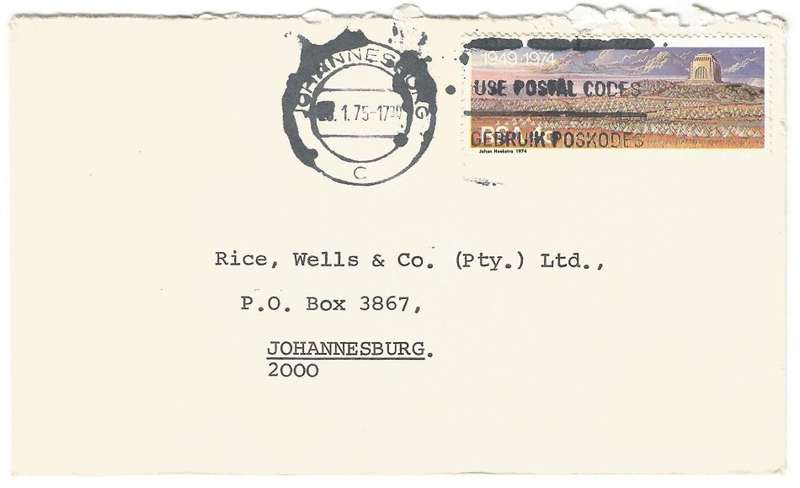 JOHANNESBURG
1.75-17
C
1949-1974
USE POSTAL CODES
GEBRUIK POSKODES
Johan Hoekstra 1974
Rice, Wells & Co. (Pty.) Ltd.,
P.O. Box 3867,
JOHANNESBURG.
2000